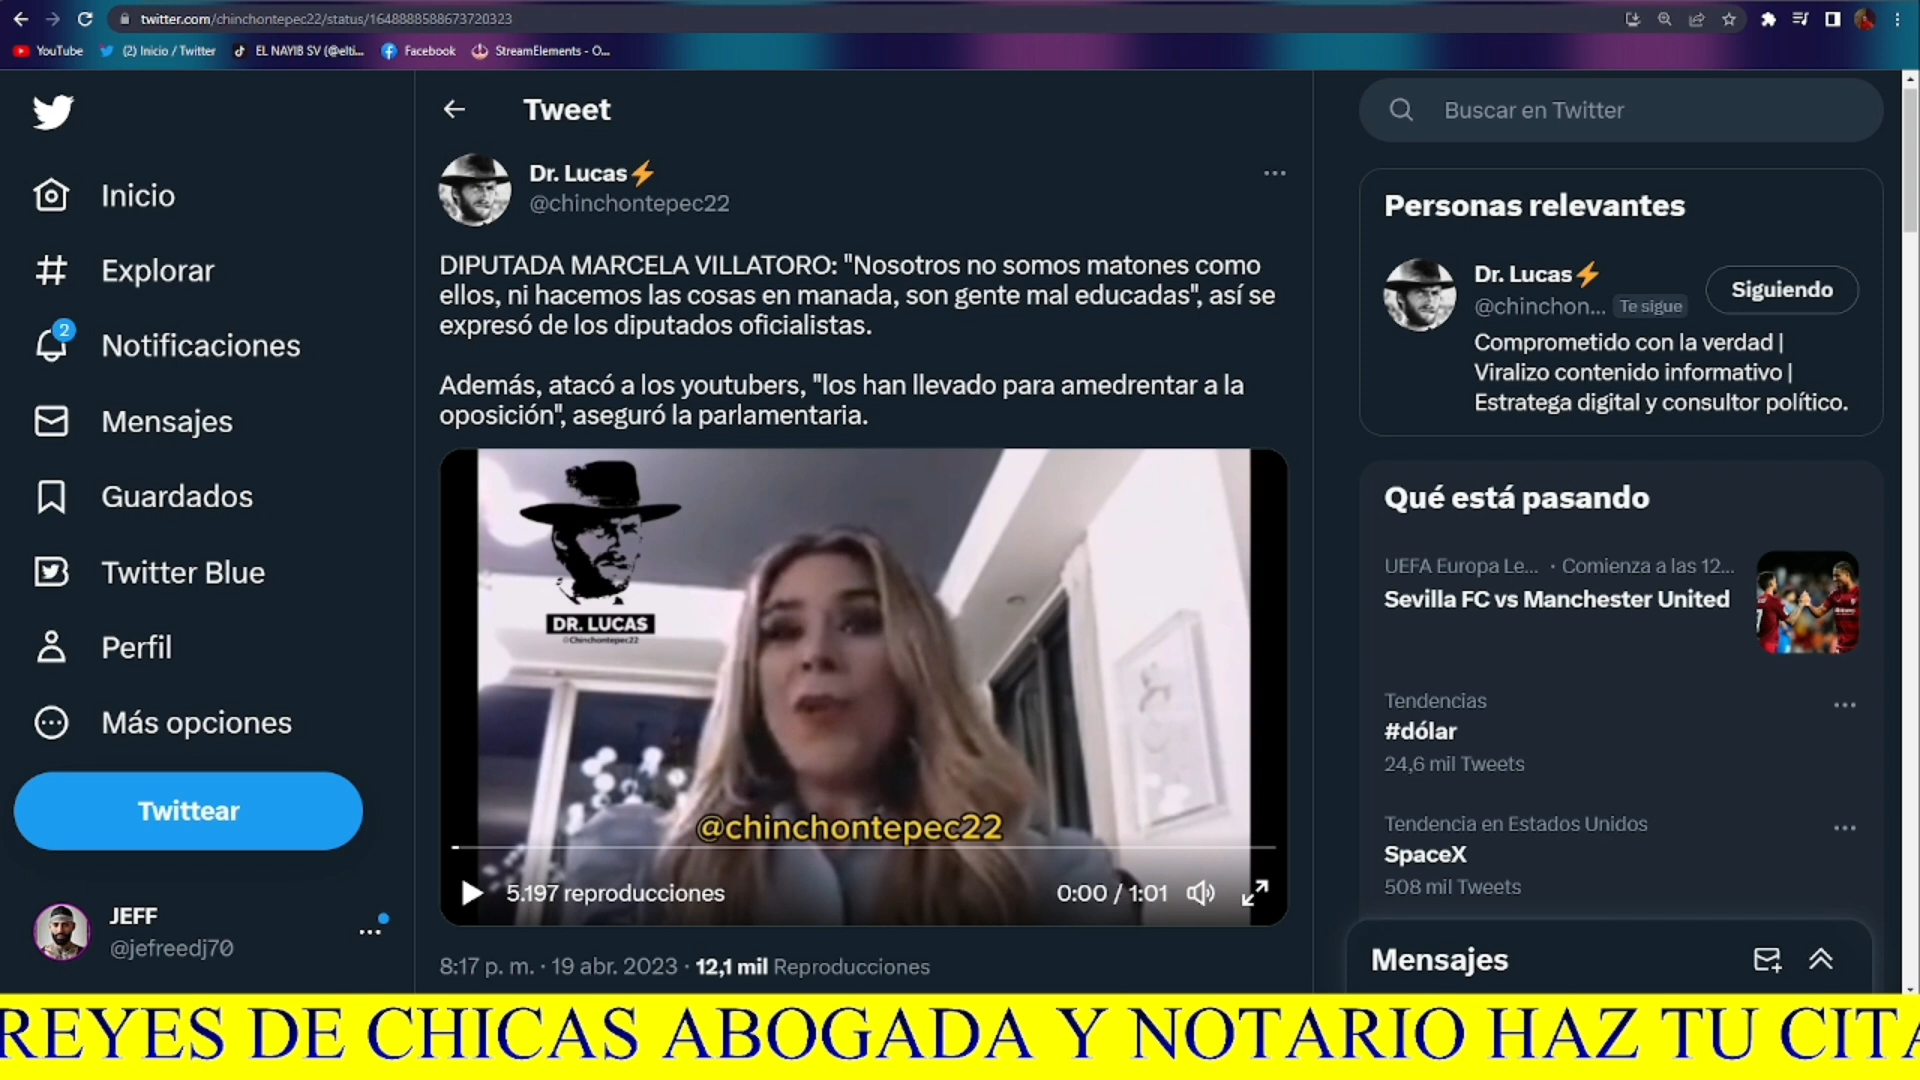 twitter.com/chinchontepec22/status/1648888588673720323
YouTube
(2) Inicio / Twitter
EL NAYIB SV (@elti...
Facebook
StreamElements - O...
Inicio
Explorar
2
Notificaciones
Mensajes
Guardados
Twitter Blue
Perfil
Más opciones
Twittear
JEFF
@jefreedj70
Tweet
Dr. Lucas⚡
@chinchontepec22
DIPUTADA MARCELA VILLATORO: "Nosotros no somos matones como
ellos, ni hacemos las cosas en manada, son gente mal educadas", así se
expresó de los diputados oficialistas.
Además, atacó a los youtubers, "los han llevado para amedrentar a la
oposición", aseguró la parlamentaria.
DR. LUCAS
@Chinchontepec22
@chinchontepec22
5.197 reproducciones
0:00 / 1:01
8:17 p. m. · 19 abr. 2023 · 12,1 mil Reproducciones
Buscar en Twitter
Personas relevantes
Dr. Lucas⚡
@chinchon... Te sigue
Siguiendo
Comprometido con la verdad |
Viralizo contenido informativo |
Estratega digital y consultor político.
Qué está pasando
UEFA Europa Le... · Comienza a las 12...
Sevilla FC vs Manchester United
Tendencias
#dólar
24,6 mil Tweets
Tendencia en Estados Unidos
SpaceX
508 mil Tweets
Mensajes
REYES DE CHICAS ABOGADA Y NOTARIO HAZ TU CITA